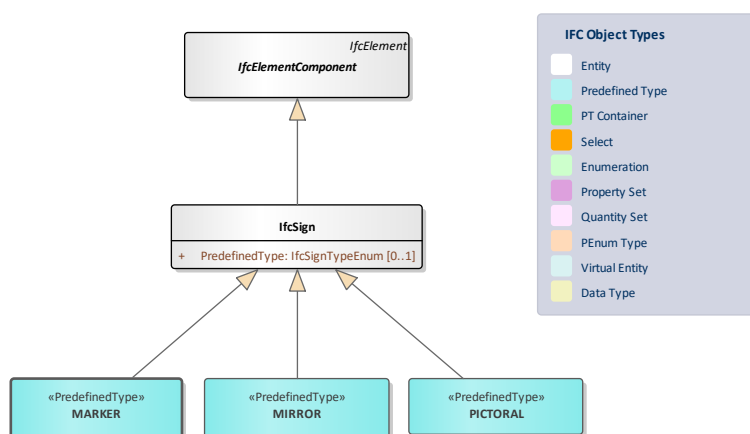 IfcElement
IfcElementComponent
IfcSign
+ PredefinedType: IfcSignTypeEnum [0..1]
«PredefinedType»
MARKER
«PredefinedType»
MIRROR
«PredefinedType»
PICTORAL
IFC Object Types
Entity
Predefined Type
PT Container
Select
Enumeration
Property Set
Quantity Set
PEnum Type
Virtual Entity
Data Type